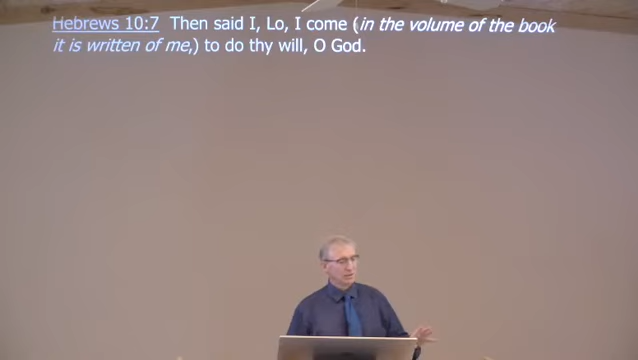 Hebrews 10:7 Then said I, Lo, I come (in the volume of the book
it is written of me,) to do thy will, O God.